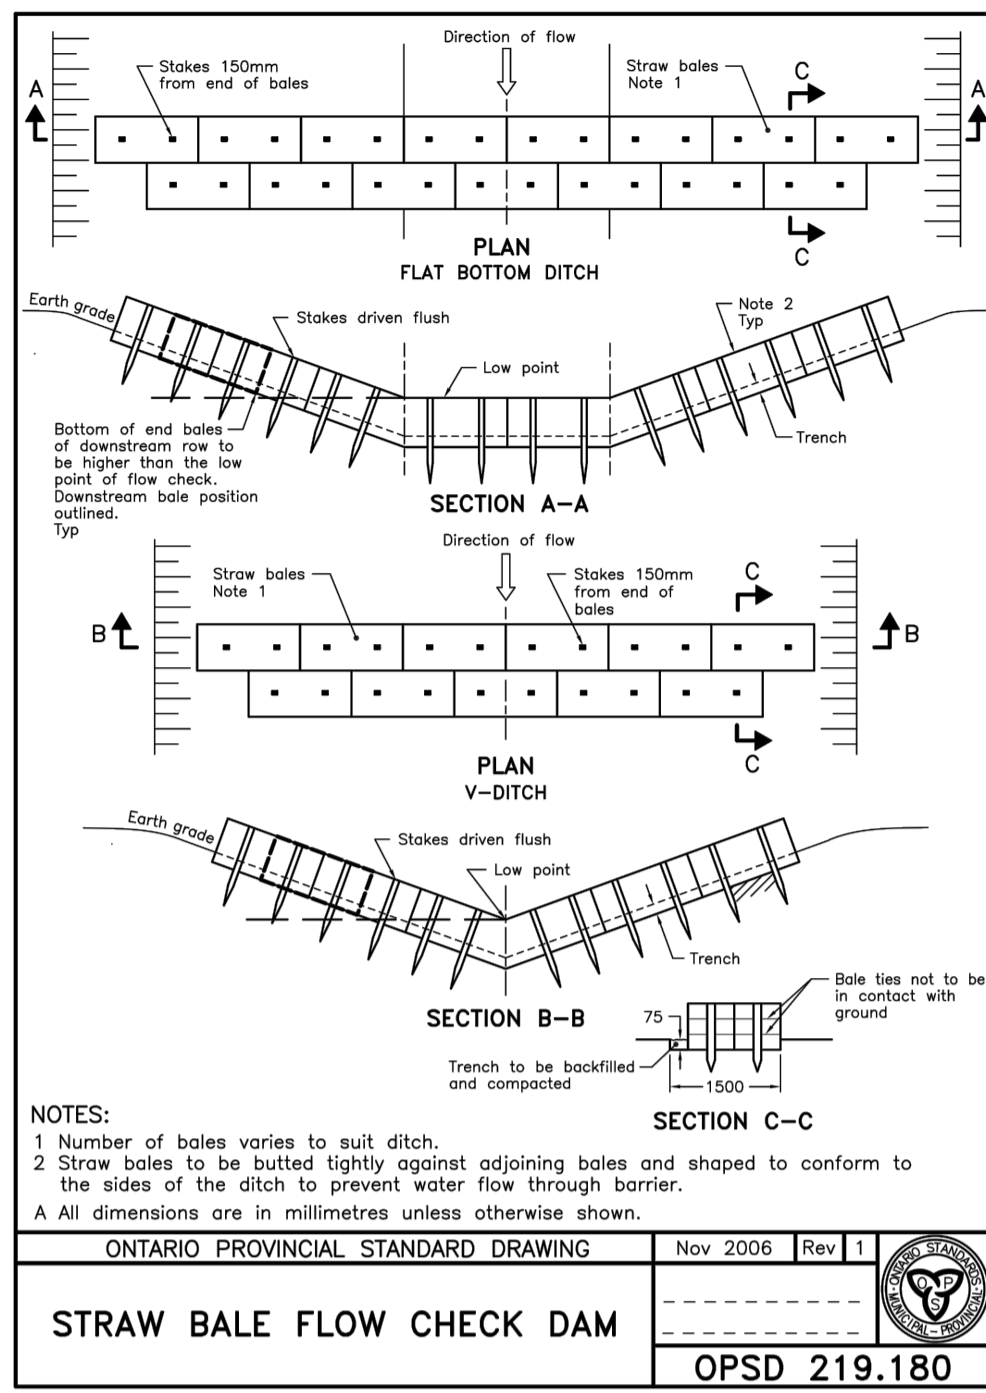 Direction of flow
Stakes 150mm
from end of bales
Straw bales
Note 1
C
A
A
C
PLAN
FLAT BOTTOM DITCH
Earth grade
Stakes driven flush
Note 2
Typ
Low point
Bottom of end bales
of downstream row to
be higher than the low
point of flow check.
Downstream bale position
outlined.
Typ
Trench
SECTION A-A
Direction of flow
Straw bales
Note 1
Stakes 150mm
from end of
bales
C
B
B
C
PLAN
V-DITCH
Earth grade
Stakes driven flush
Low point
Trench
SECTION B-B
Bale ties not to be
in contact with
ground
75
Trench to be backfilled
and compacted
1500
SECTION C-C
NOTES:
1 Number of bales varies to suit ditch.
2 Straw bales to be butted tightly against adjoining bales and shaped to conform to
the sides of the ditch to prevent water flow through barrier.
A All dimensions are in millimetres unless otherwise shown.
ONTARIO PROVINCIAL STANDARD DRAWING
Nov 2006
Rev
1
STRAW BALE FLOW CHECK DAM
ONTARIO STANDARDS
MUNICIPAL-PROVINCIAL
O P S
OPSD 219.180